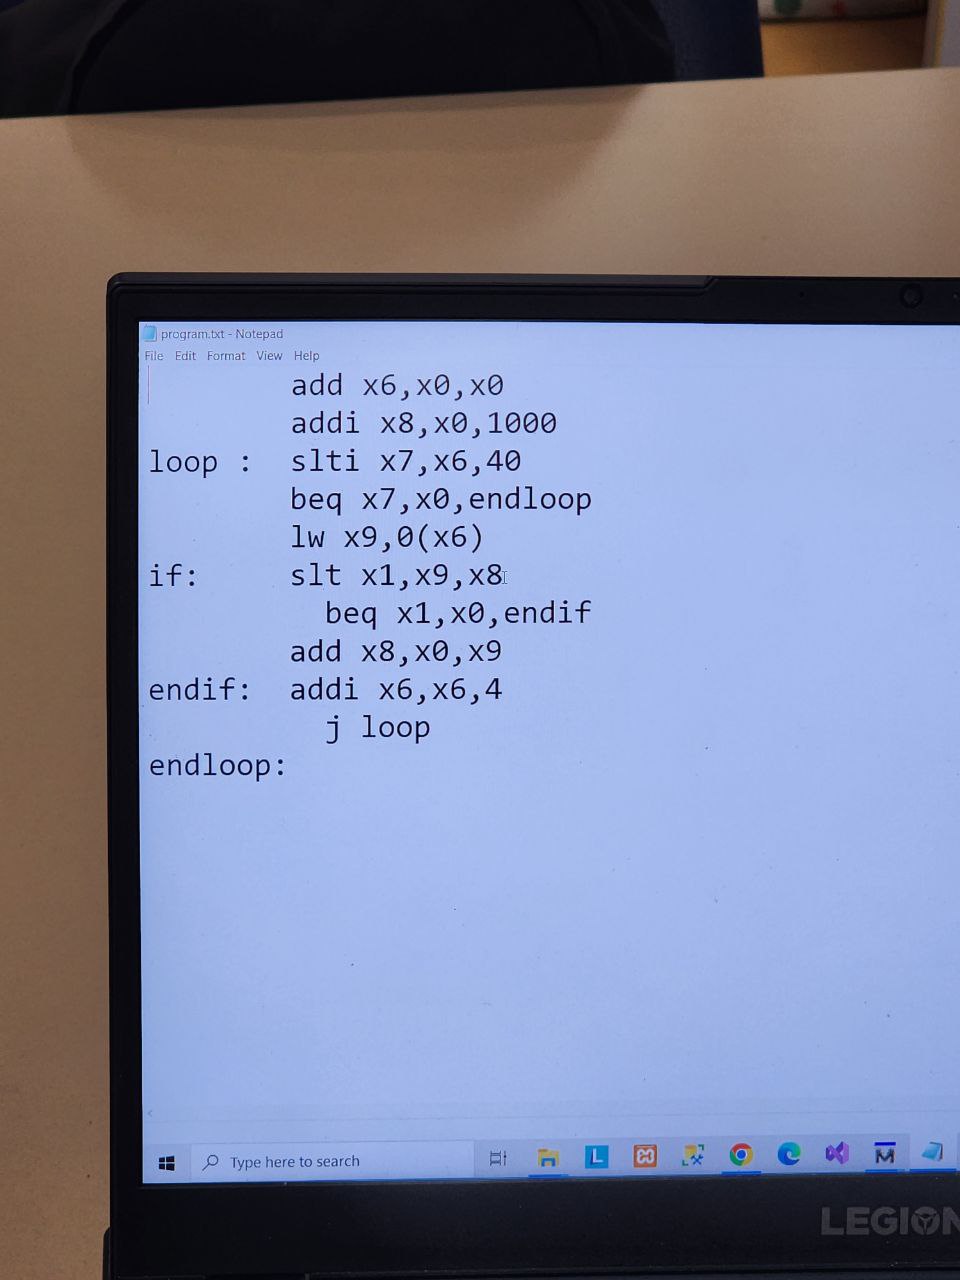 program.txt - Notepad
File Edit Format View Help
add x6,x0,x0
addi x8,x0,1000
loop : slti x7,x6,40
beq x7,x0,endloop
lw x9,0(x6)
if: slt x1,x9,x8
beq x1,x0,endif
add x8,x0,x9
endif: addi x6,x6,4
j loop
endloop:
Type here to search
L
LEGION